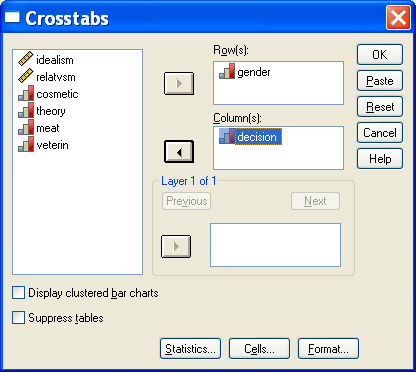 Crosstabs
idealism
relatvsm
cosmetic
theory
meat
veterin
Row(s):
gender
Column(s):
decision
Layer 1 of 1
Previous
Next
OK
Paste
Reset
Cancel
Help
Display clustered bar charts
Suppress tables
Statistics...
Cells...
Format...